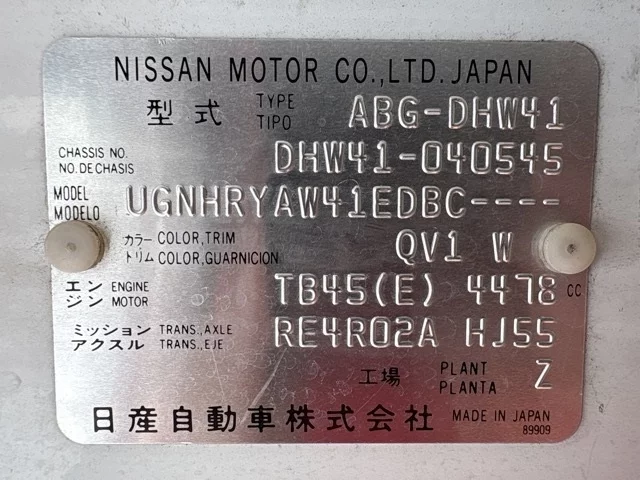 NISSAN MOTOR CO.,LTD. JAPAN
型式 TYPE TIPO ABG-DHW41
CHASSIS NO. NO. DE CHASIS DHW41-040545
MODEL MODELO UGNHRYAW41EDBC----
カラー COLOR,TRIM トリム COLOR,GUARNICION QV1 W
エンジン ENGINE MOTOR TB45(E) 4478 CC
ミッション TRANS.,AXLE アクスル TRANS.,EJE RE4R02A HJ55
工場 PLANT PLANTA Z
日産自動車株式会社 MADE IN JAPAN
89909